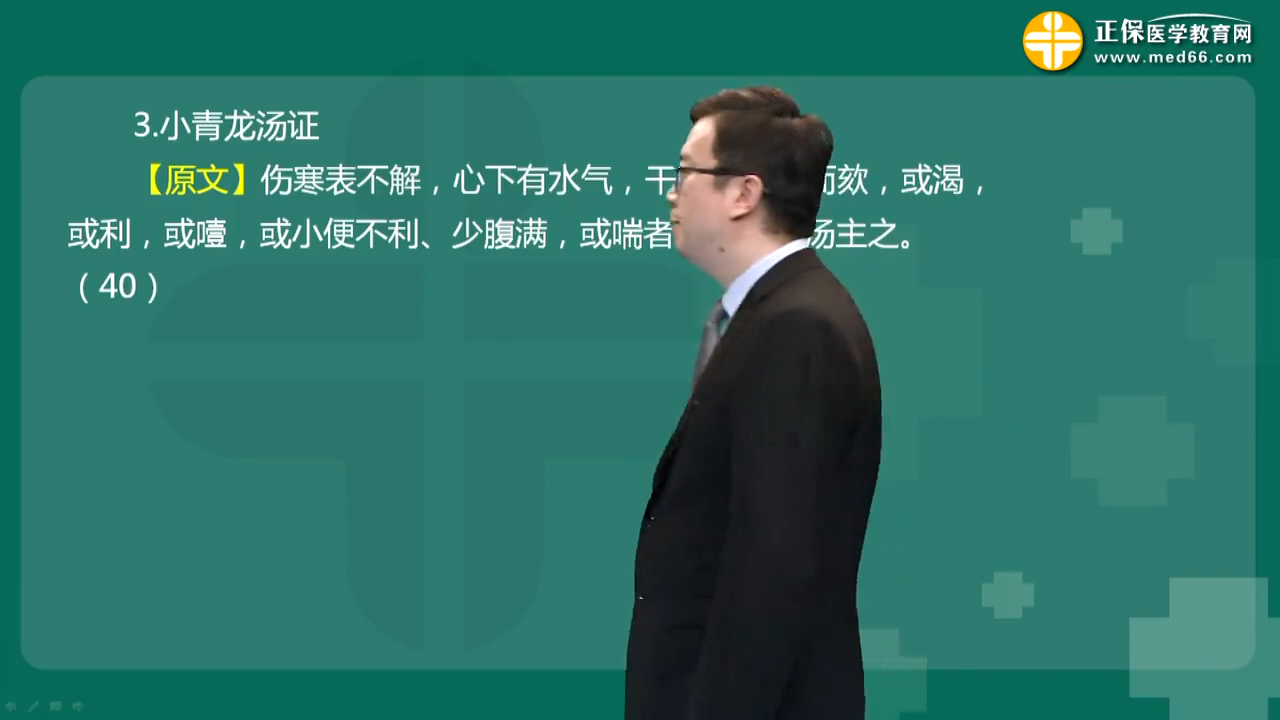 正保医学教育网
www.med66.com
3.小青龙汤证
【原文】伤寒表不解，心下有水气，干 而欬，或渴，
或利，或噎，或小便不利、少腹满，或喘者 汤主之。
（40）